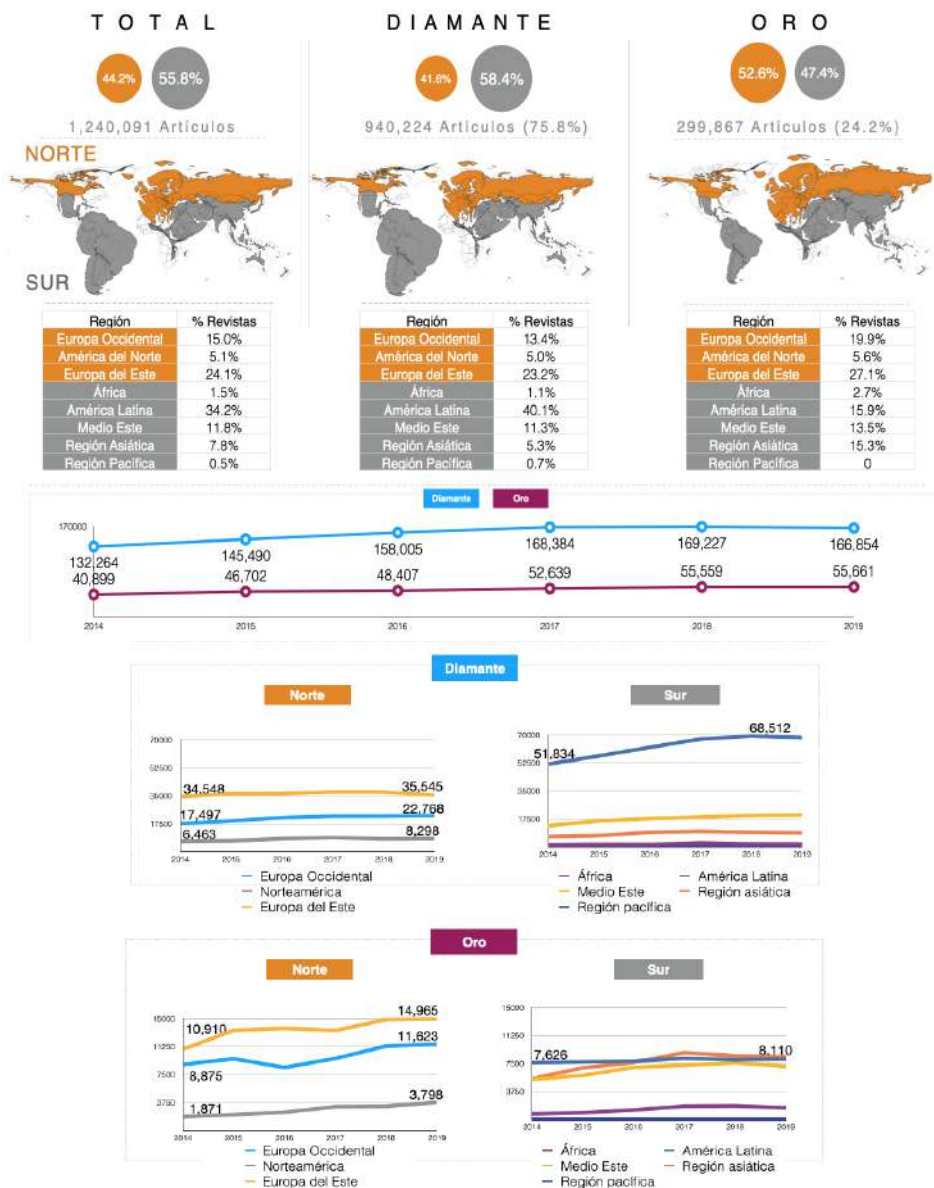 TOTAL
DIAMANTE
ORO
44.2% 55.8%
41.6% 58.4%
52.6% 47.4%
1,240,091 Artículos
940,224 Artículos (75.8%)
299,867 Artículos (24.2%)
NORTE
SUR
Región % Revistas
Europa Occidental 15.0%
América del Norte 5.1%
Europa del Este 24.1%
África 1.5%
América Latina 34.2%
Medio Este 11.8%
Región Asiática 7.8%
Región Pacífica 0.5%
Región % Revistas
Europa Occidental 13.4%
América del Norte 5.0%
Europa del Este 23.2%
África 1.1%
América Latina 40.1%
Medio Este 11.3%
Región Asiática 5.3%
Región Pacífica 0.7%
Región % Revistas
Europa Occidental 19.9%
América del Norte 5.6%
Europa del Este 27.1%
África 2.7%
América Latina 15.9%
Medio Este 13.5%
Región Asiática 15.3%
Región Pacífica 0
Diamante Oro
170000
132,264 145,490 158,005 168,384 169,227 166,854
40,899 46,702 48,407 52,639 55,559 55,661
2014 2015 2016 2017 2018 2019
Diamante
Norte
70000
52500
35000
17500
34,548 35,545
17,497 22,768
6,463 8,298
2014 2015 2016 2017 2018 2019
Europa Occidental
Norteamérica
Europa del Este
Sur
70000
52500
35000
17500
51,834 68,512
2014 2015 2016 2017 2018 2019
África América Latina
Medio Este Región asiática
Región pacífica
Oro
Norte
15000
11250
7500
3750
10,910 14,965
8,875 11,623
1,871 3,798
2014 2015 2016 2017 2018 2019
Europa Occidental
Norteamérica
Europa del Este
Sur
15000
11250
7500
3750
7,626 8,110
2014 2015 2016 2017 2018 2019
África América Latina
Medio Este Región asiática
Región pacífica